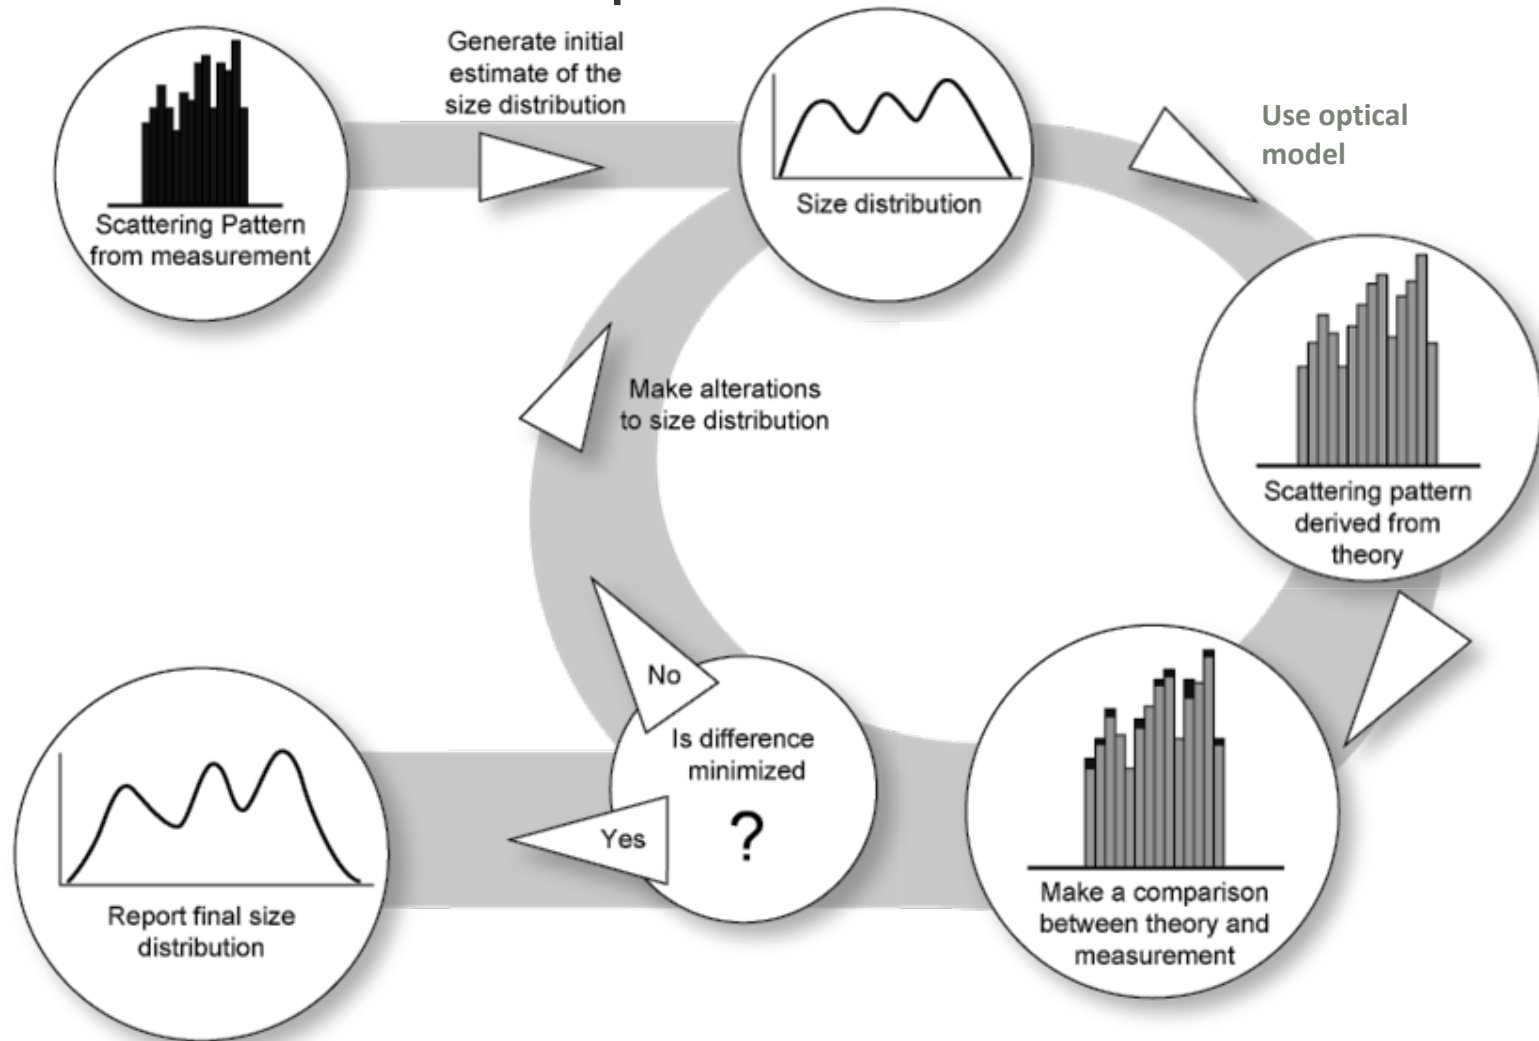 Generate initial
estimate of the
size distribution
Scattering Pattern
from measurement
Size distribution
Use optical
model
Make alterations
to size distribution
Scattering pattern
derived from
theory
No
Is difference
minimized
?
Yes
Make a comparison
between theory and
measurement
Report final size
distribution